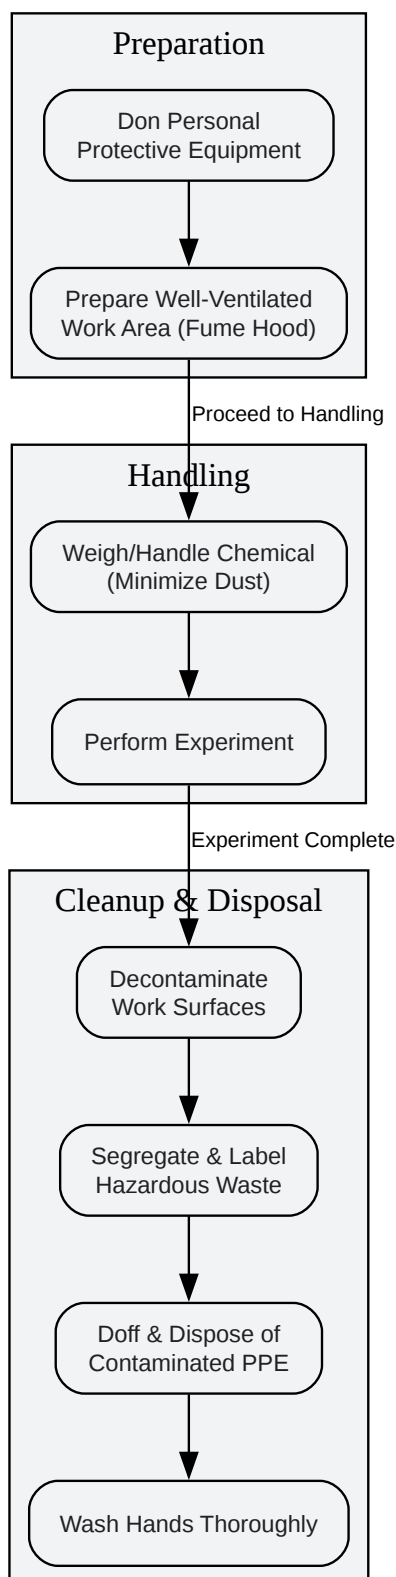 Preparation
Don Personal
Protective Equipment
Prepare Well-Ventilated
Work Area (Fume Hood)
Proceed to Handling
Handling
Weigh/Handle Chemical
(Minimize Dust)
Perform Experiment
Experiment Complete
Cleanup & Disposal
Decontaminate
Work Surfaces
Segregate & Label
Hazardous Waste
Doff & Dispose of
Contaminated PPE
Wash Hands Thoroughly